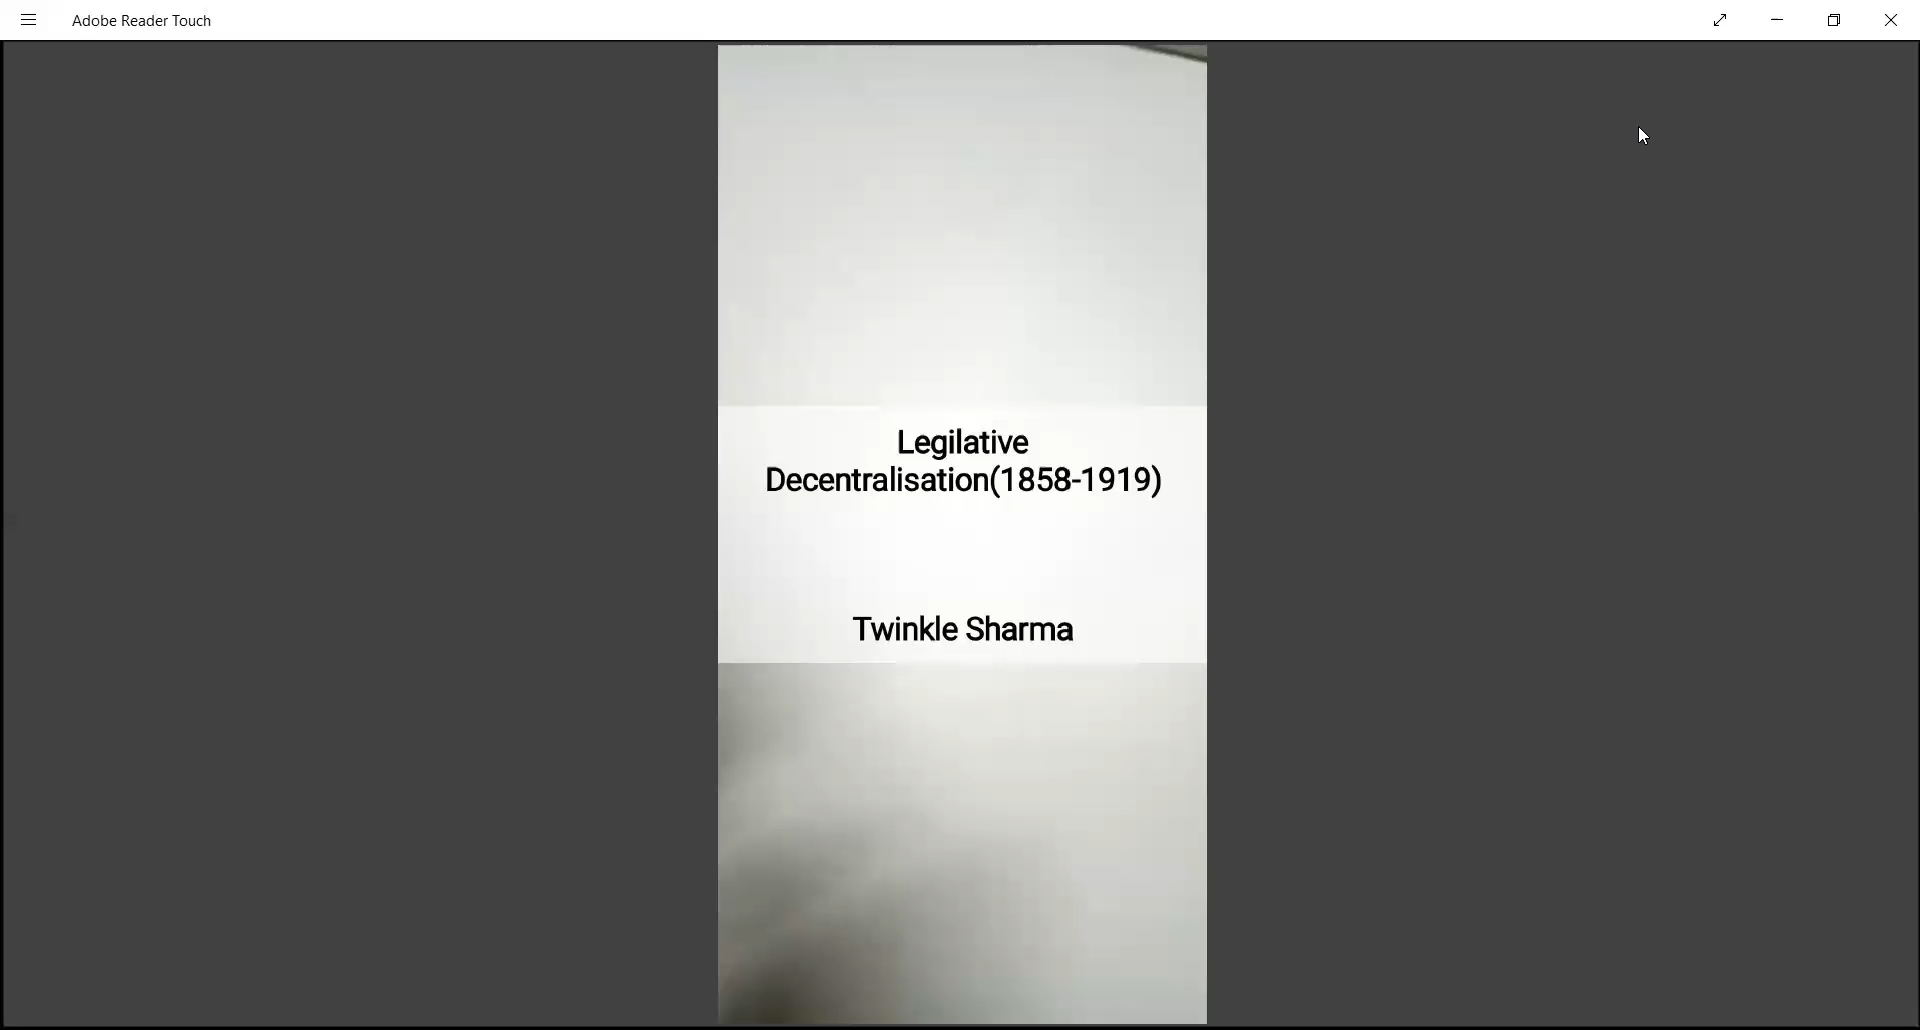 Adobe Reader Touch
Legilative
Decentralisation(1858-1919)
Twinkle Sharma